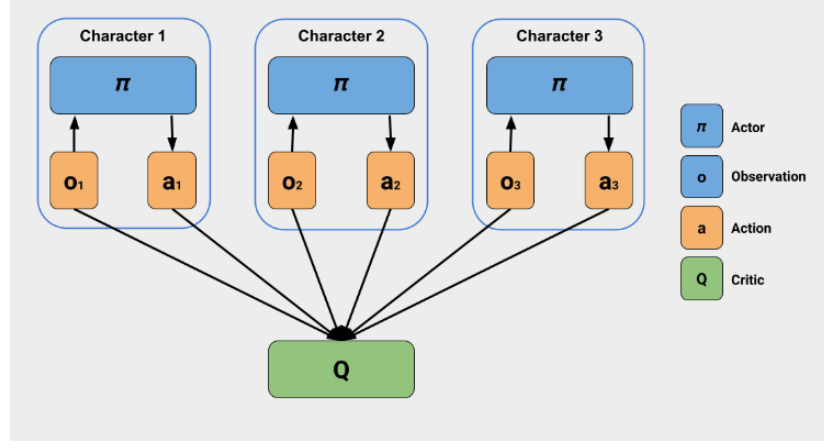 Character 1
Character 2
Character 3
π
π
π
o₁
a₁
o₂
a₂
o₃
a₃
Q
π Actor
o Observation
a Action
Q Critic